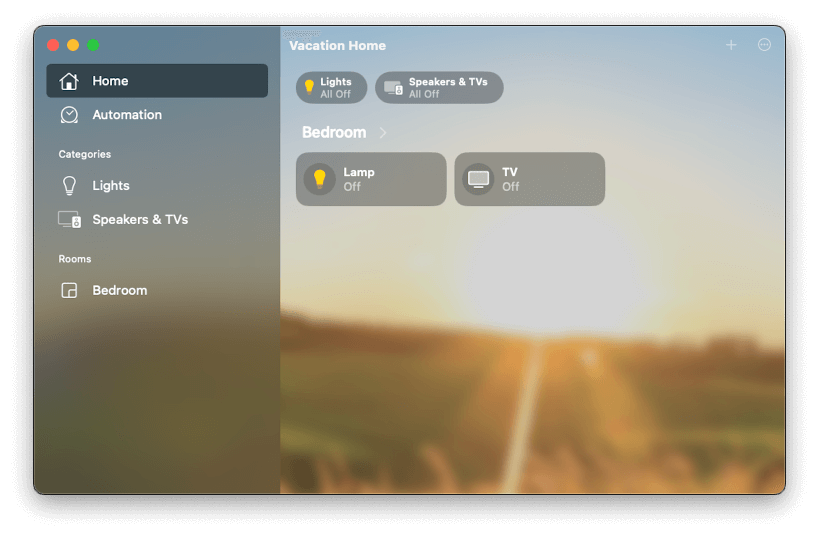 Vacation Home
Home
Automation
Categories
Lights
Speakers & TVs
Rooms
Bedroom
Lights
All Off
Speakers & TVs
All Off
Bedroom
Lamp
Off
TV
Off